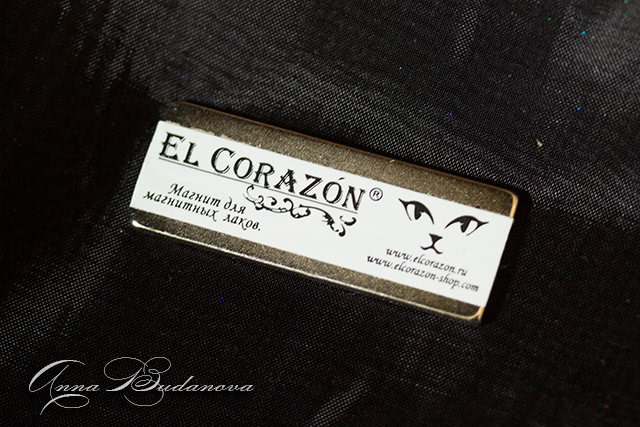 EL CORAZÓN®
Магнит для
магнитных лаков.
www.elcorazon.ru
www.elcorazon-shop.com
Anna Budanova